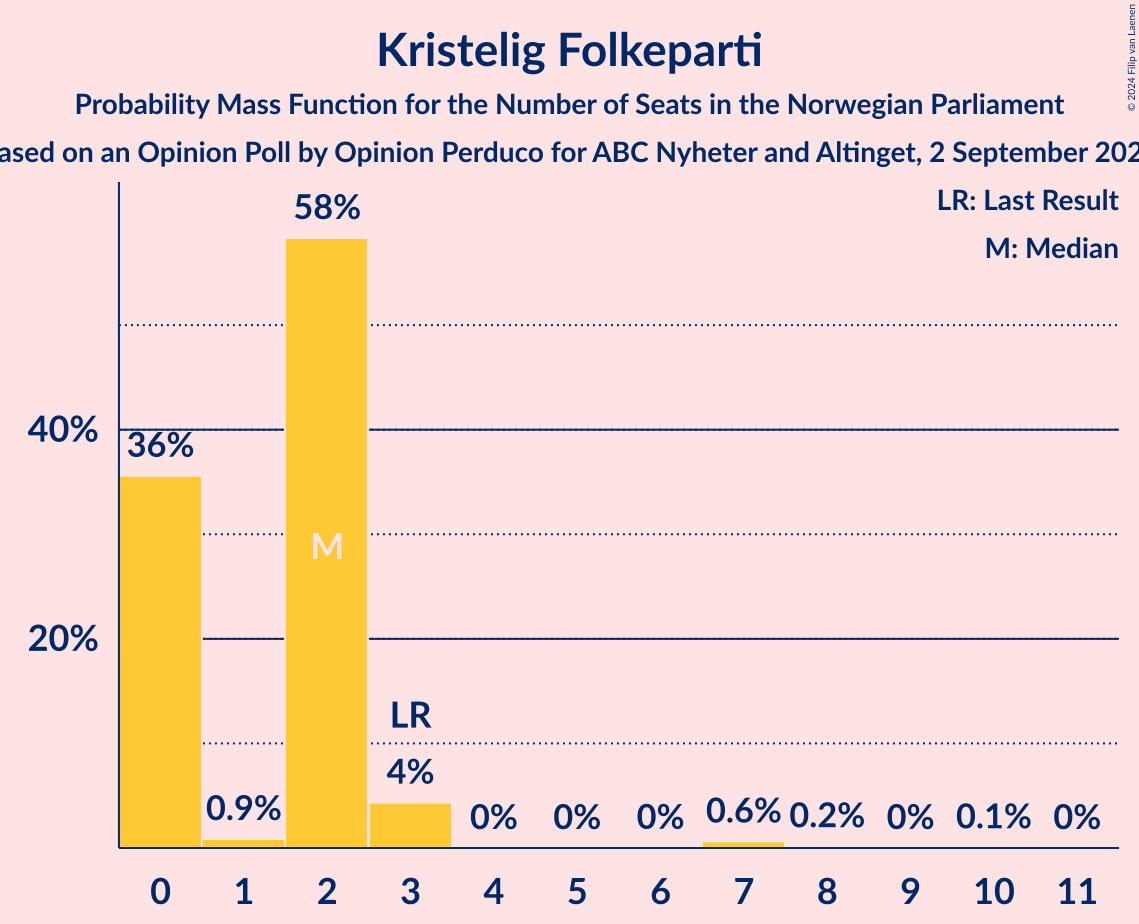 Kristelig Folkeparti
Probability Mass Function for the Number of Seats in the Norwegian Parliament
ased on an Opinion Poll by Opinion Perduco for ABC Nyheter and Altinget, 2 September 202
© 2024 Filip van Laenen
LR: Last Result
M: Median
58%
40%
36%
M
20%
LR
4%
0.9%
0%
0%
0%
0.6%
0.2%
0%
0.1%
0%
0 1 2 3 4 5 6 7 8 9 10 11